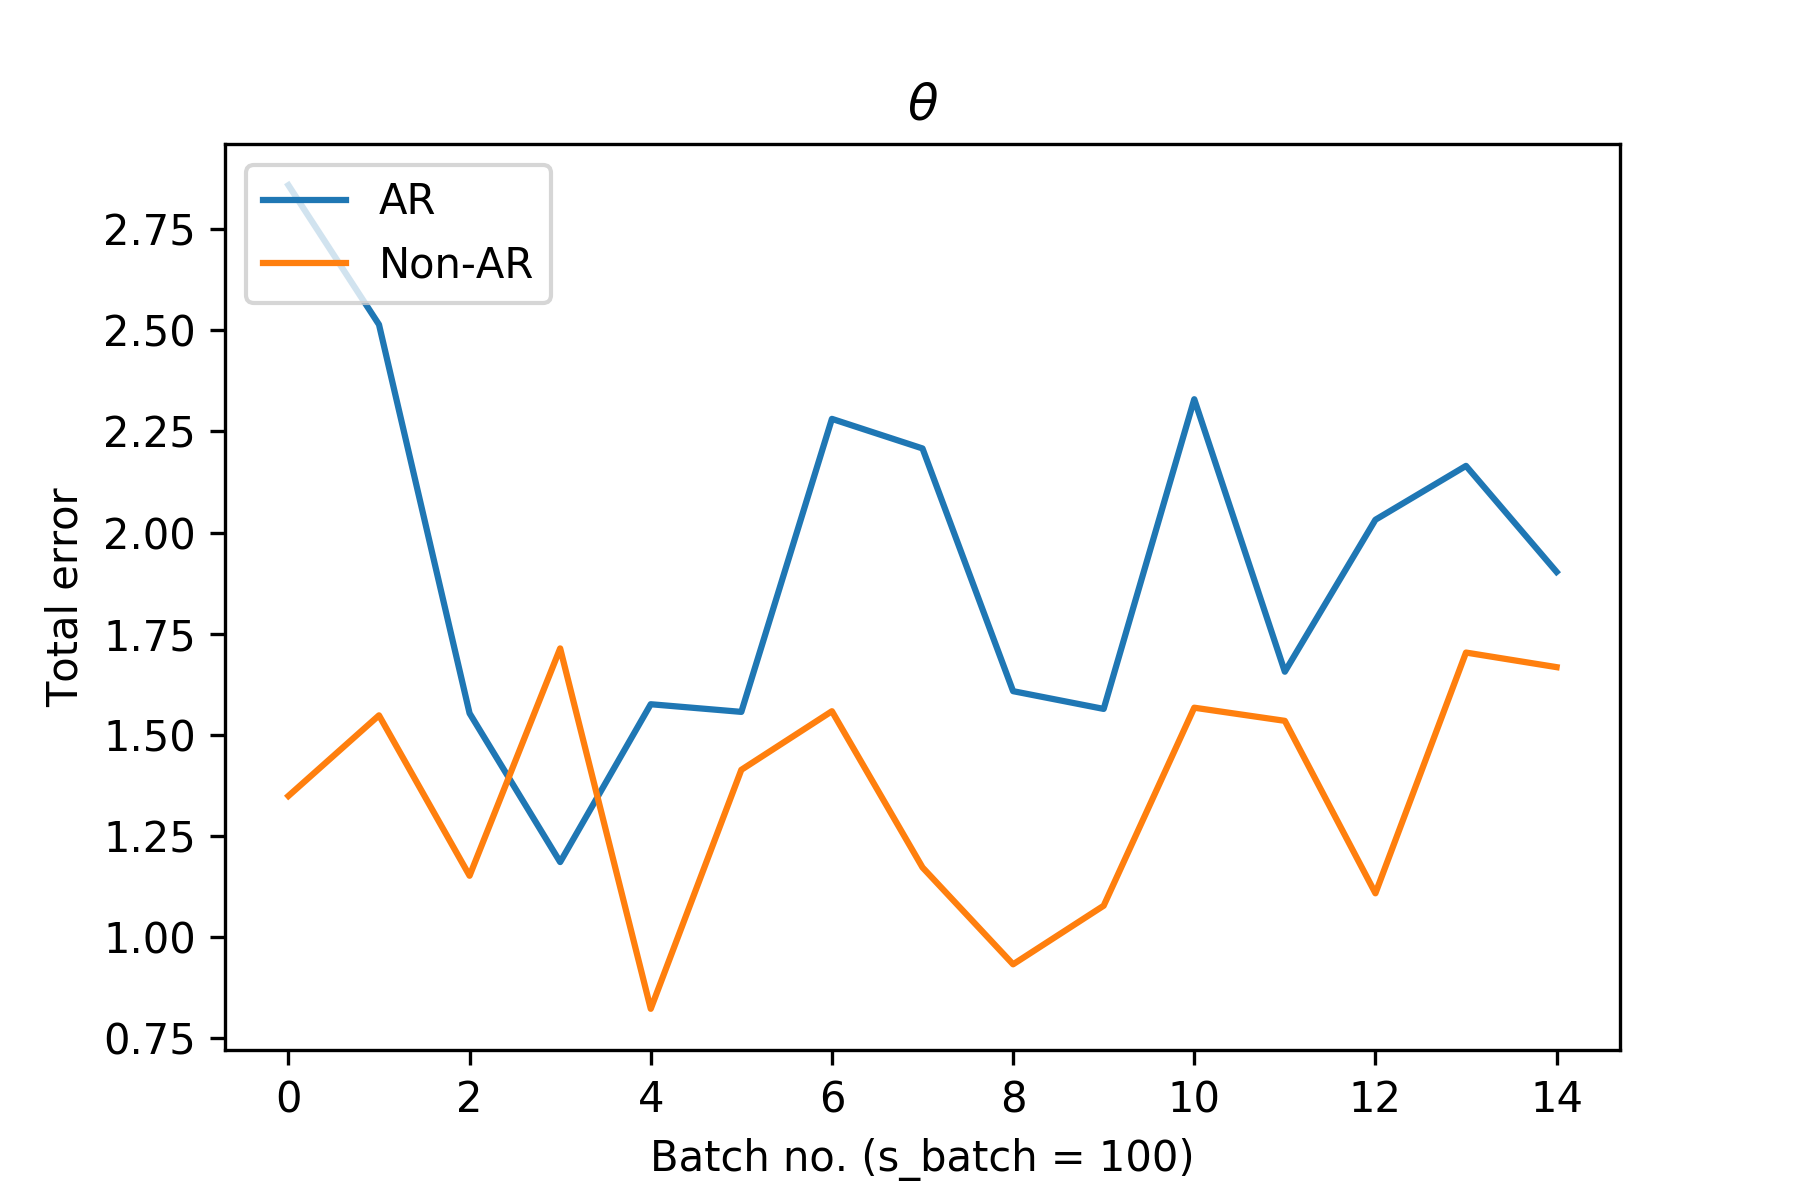 θ
AR
Non-AR
2.75
2.50
2.25
2.00
1.75
1.50
1.25
1.00
0.75
Total error
0 2 4 6 8 10 12 14
Batch no. (s_batch = 100)